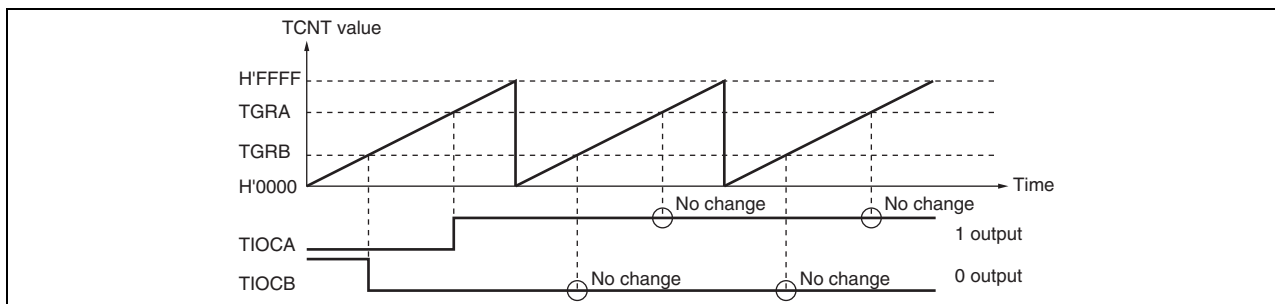 TCNT value
H'FFFF
TGRA
TGRB
H'0000
Time
No change
No change
1 output
TIOCA
No change
No change
0 output
TIOCB